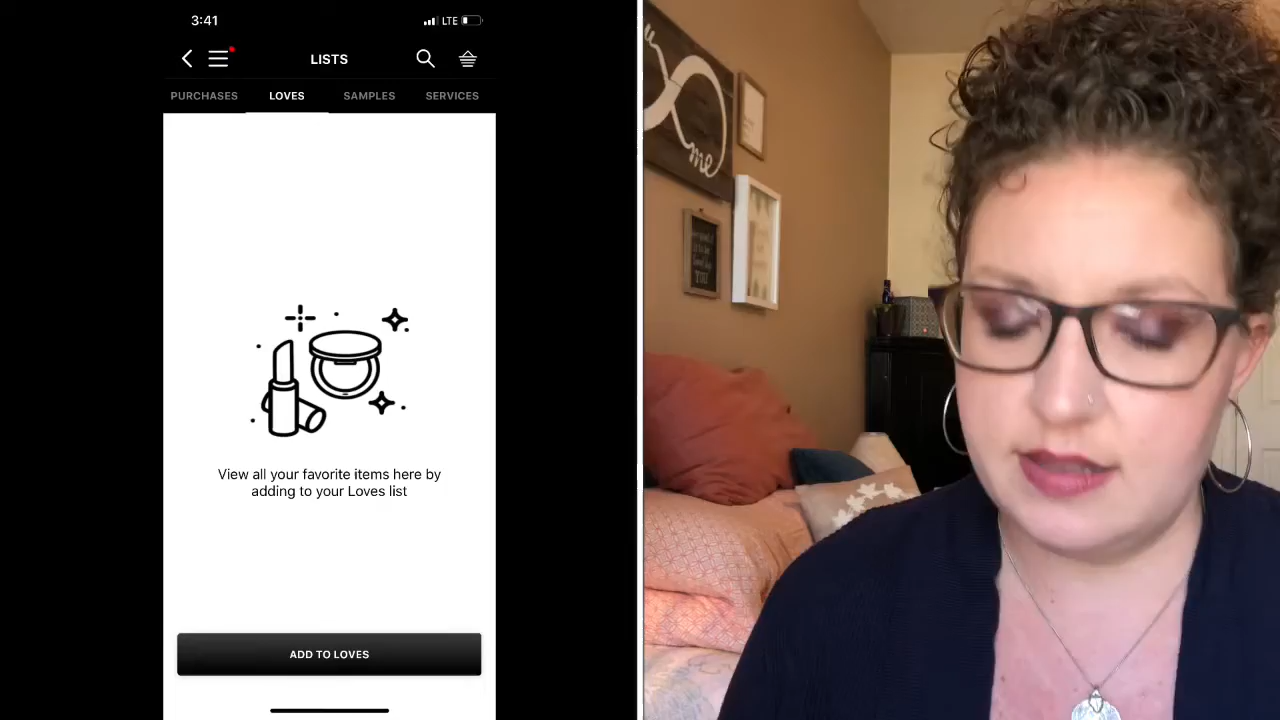 3:41
LTE
LISTS
PURCHASES LOVES SAMPLES SERVICES
View all your favorite items here by
adding to your Loves list
ADD TO LOVES
me